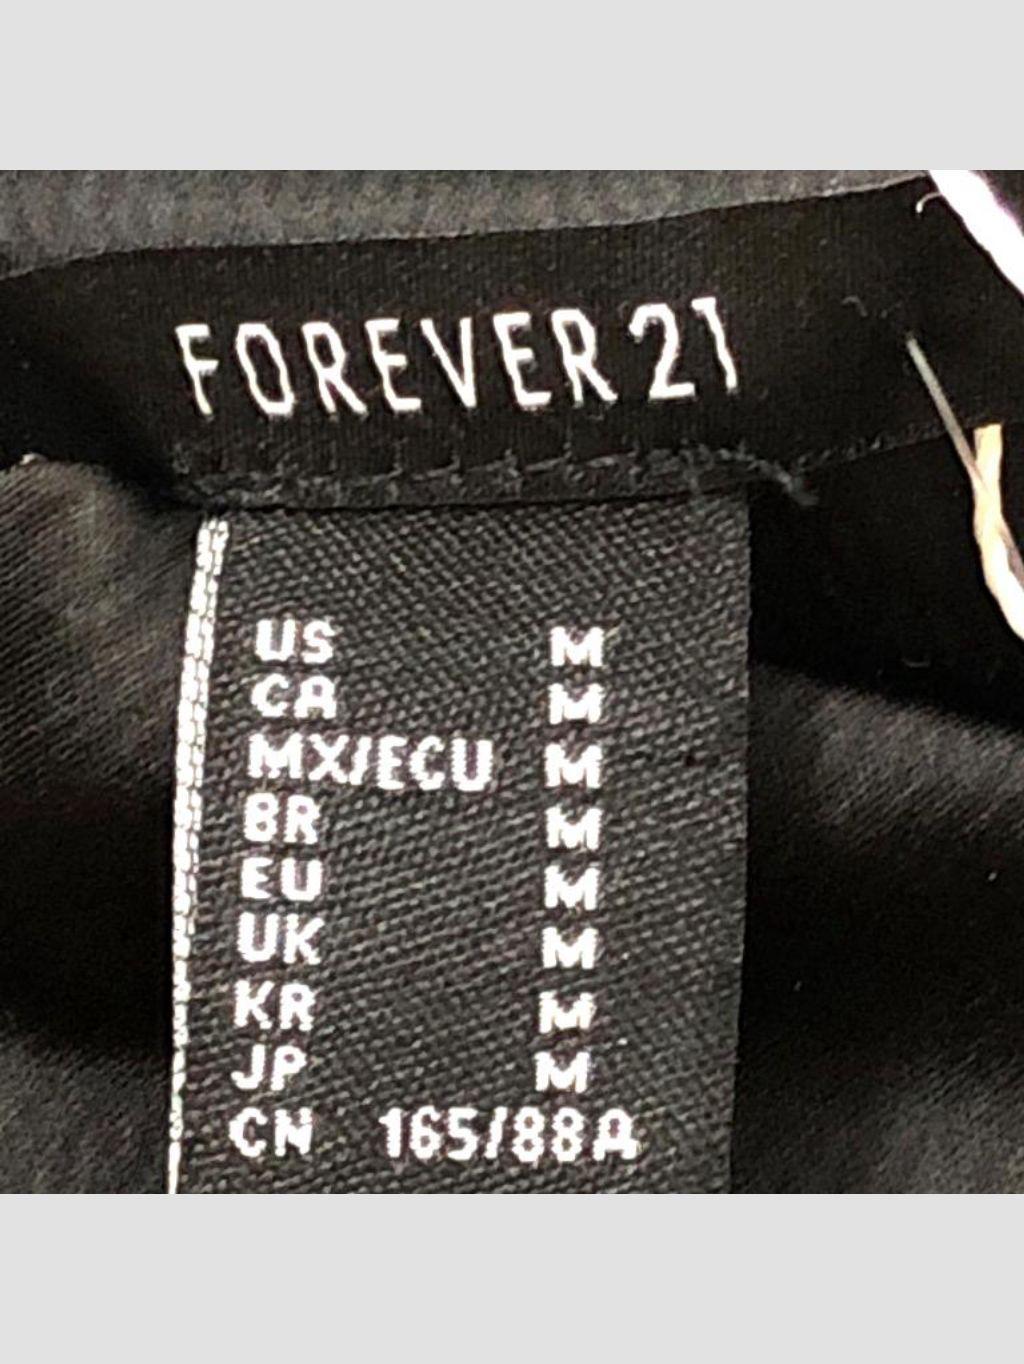 FOREVER 21
US M
CA M
MX/ECU M
BR M
EU M
UK M
KR M
JP M
CN 165/88A